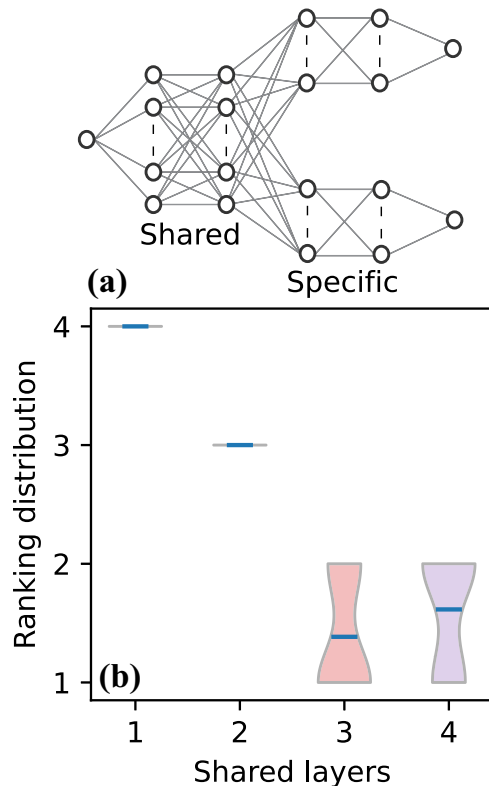 Shared
Specific
(a)
Ranking distribution
4
3
2
1
(b)
1 2 3 4
Shared layers